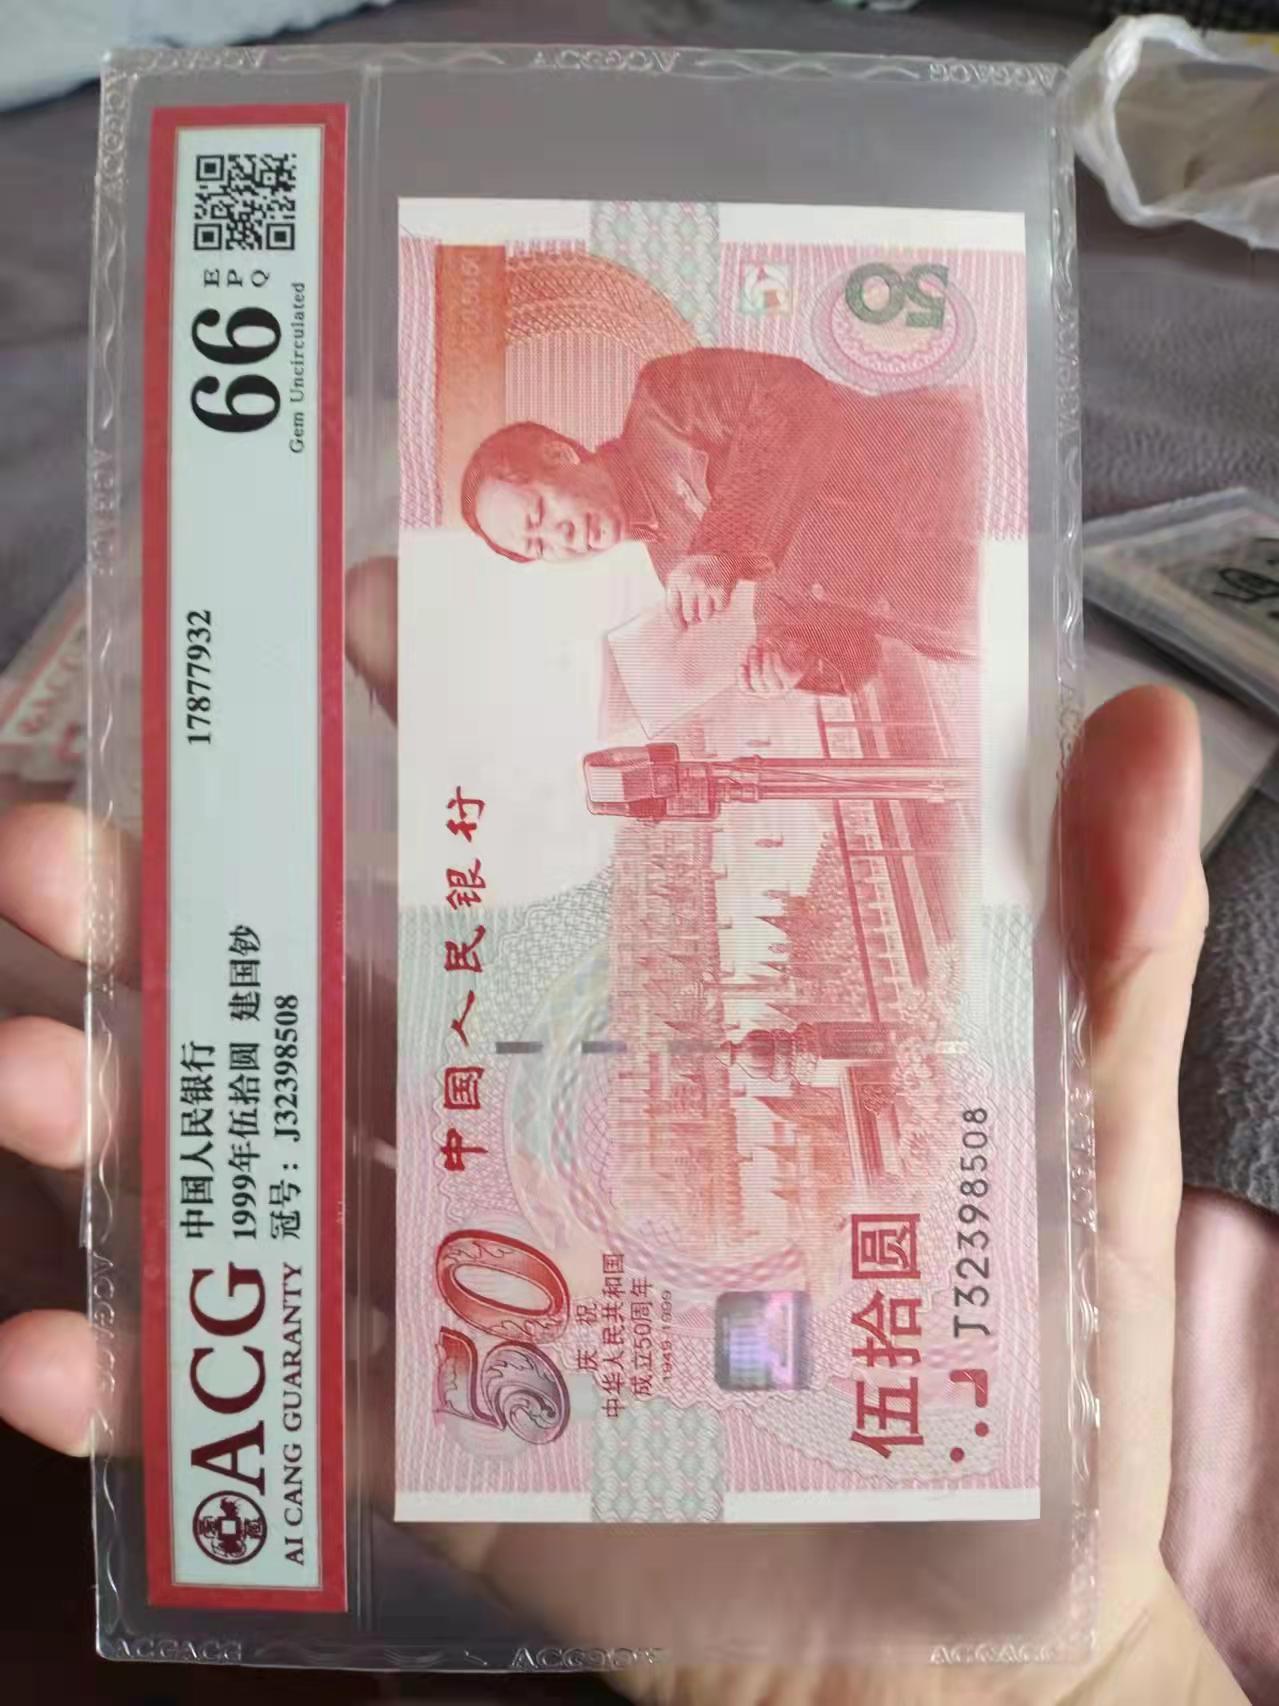 ACG
AI CANG GUARANTY
中国人民银行
1999年伍拾圆 建国钞
冠号：J32398508
17877932
66
EPQ
Gem Uncirculated
中国人民银行
50
50
庆祝
中华人民共和国
成立50周年
1949-1999
伍拾圆
J32398508